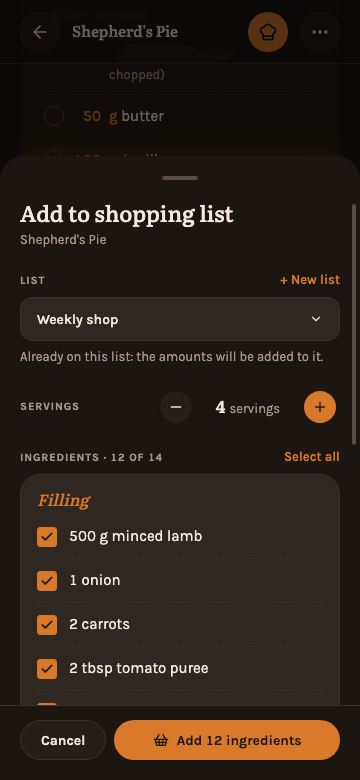 Shepherd's Pie
chopped)
50 g butter
Add to shopping list
Shepherd's Pie
LIST
+ New list
Weekly shop
Already on this list: the amounts will be added to it.
SERVINGS
4 servings
INGREDIENTS · 12 OF 14
Select all
Filling
500 g minced lamb
1 onion
2 carrots
2 tbsp tomato puree
Cancel
Add 12 ingredients